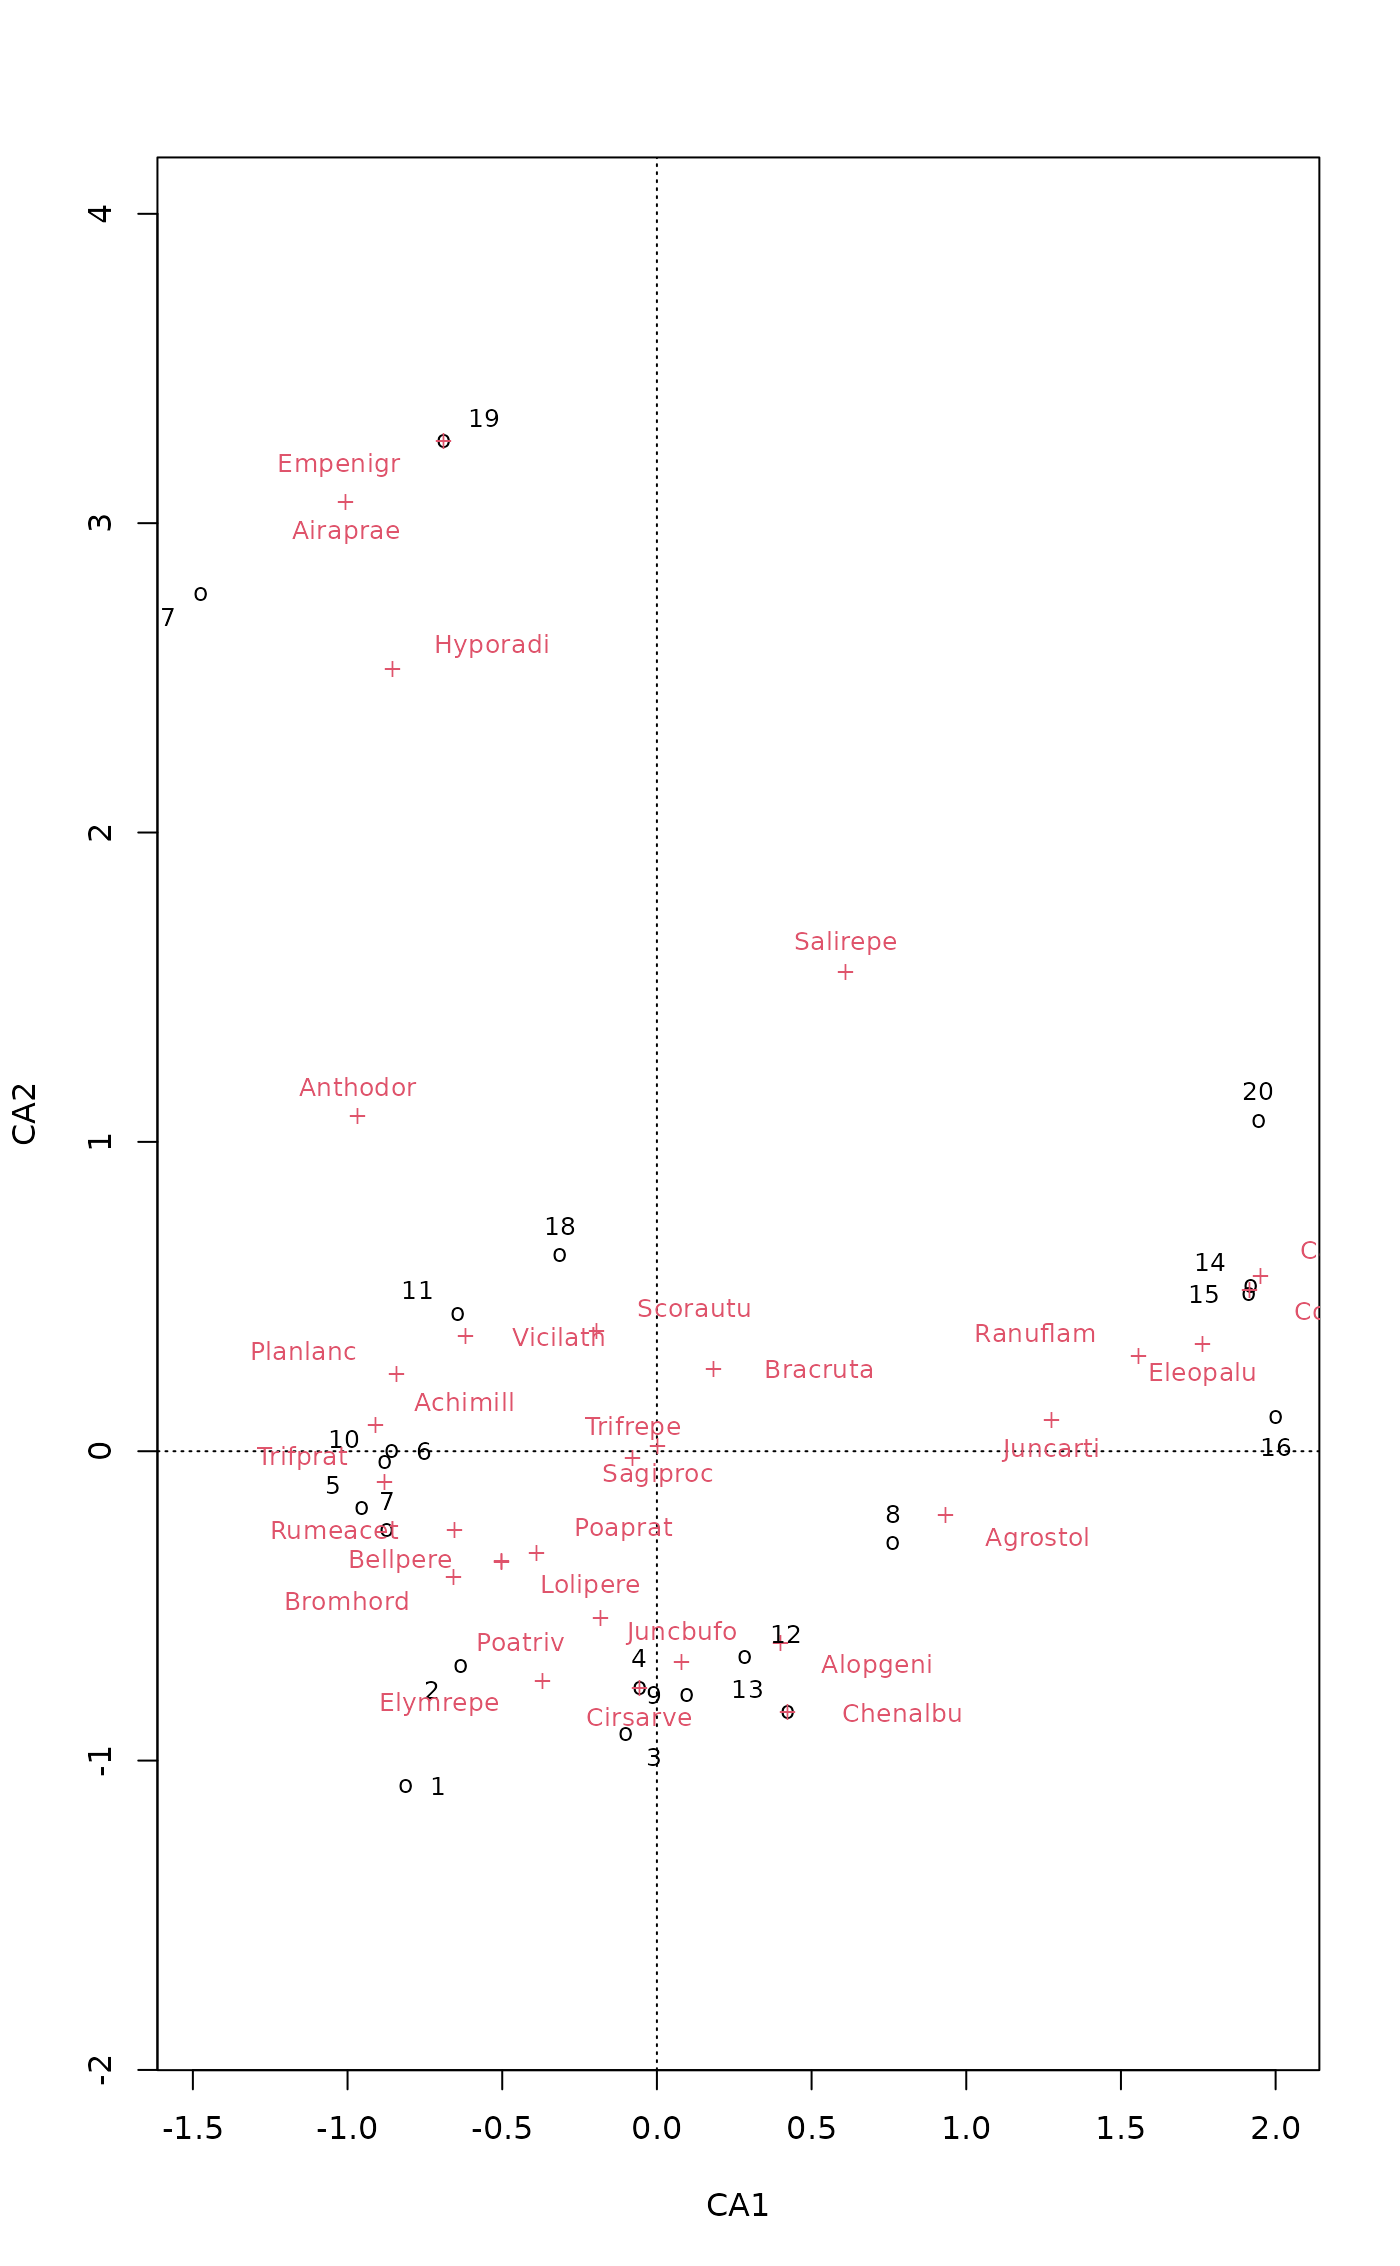 4
19
Empenigr
3
Airaprae
7
Hyporadi
2
Salirepe
Anthodor
20
CA2
1
18
C
14
11
15
Scorautu
Co
Vicilath
Ranuflam
Planlanc
Bracruta
Eleopalu
Achimill
Trifrepe
10
6
0
Trifprat
Juncarti
16
Sagiproc
5
7
8
Rumeacet
Poaprat
Agrostol
Bellpere
Lolipere
Bromhord
Juncbufo
12
Poatriv
4
Alopgeni
2
9
13
Elymrepe
Cirsarve
Chenalbu
3
-1
1
-2
-1.5 -1.0 -0.5 0.0 0.5 1.0 1.5 2.0
CA1